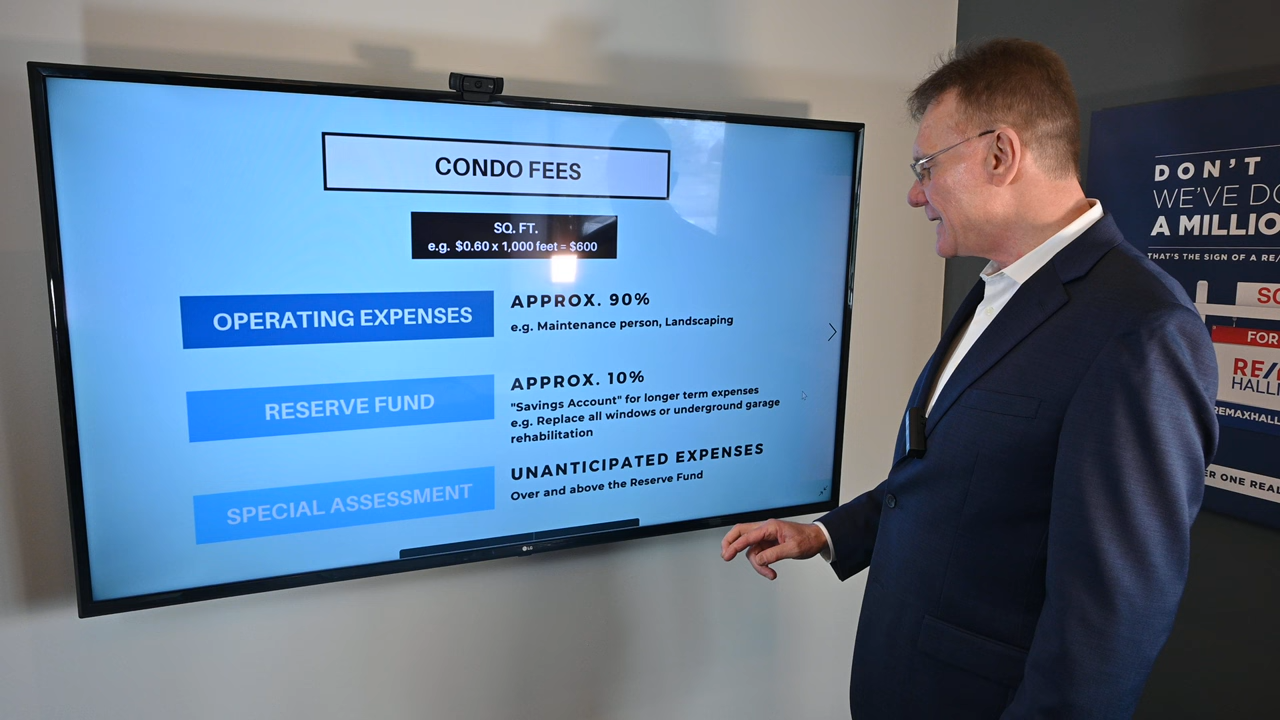 CONDO FEES
SQ. FT.
e.g. $0.60 x 1,000 feet = $600
OPERATING EXPENSES
APPROX. 90%
e.g. Maintenance person, Landscaping
RESERVE FUND
APPROX. 10%
"Savings Account" for longer term expenses
e.g. Replace all windows or underground garage
rehabilitation
SPECIAL ASSESSMENT
UNANTICIPATED EXPENSES
Over and above the Reserve Fund
LG
DON'T
WE'VE DO
A MILLIO
THAT'S THE SIGN OF A RE/
SO
FOR
RE/
HALL
REMAXHALL
ER ONE REAL